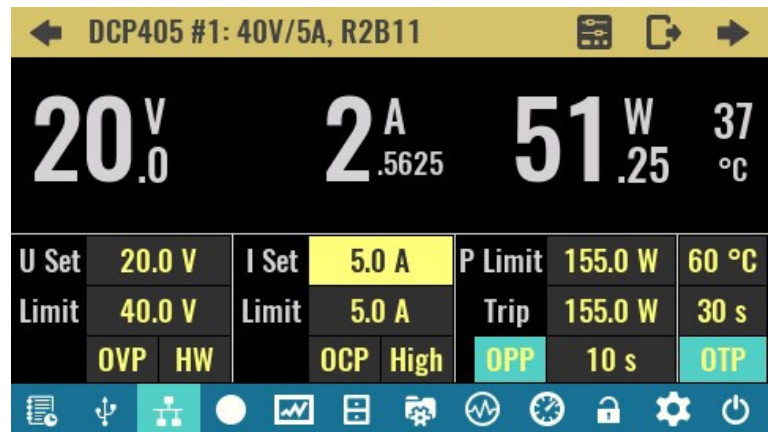 DCP405 #1: 40V/5A, R2B11
20.0 V 2.5625 A 51.25 W 37 °C
U Set 20.0 V I Set 5.0 A P Limit 155.0 W 60 °C
Limit 40.0 V Limit 5.0 A Trip 155.0 W 30 s
OVP HW OCP High OPP 10 s OTP